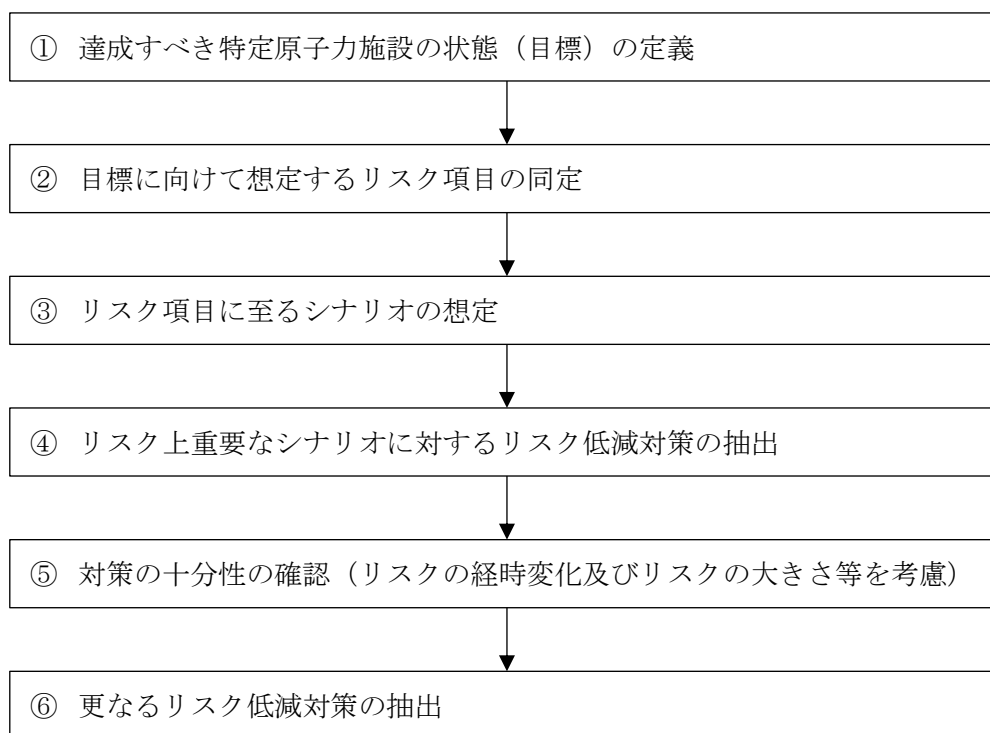 ① 達成すべき特定原子力施設の状態（目標）の定義
② 目標に向けて想定するリスク項目の同定
③ リスク項目に至るシナリオの想定
④ リスク上重要なシナリオに対するリスク低減対策の抽出
⑤ 対策の十分性の確認（リスクの経時変化及びリスクの大きさ等を考慮）
⑥ 更なるリスク低減対策の抽出